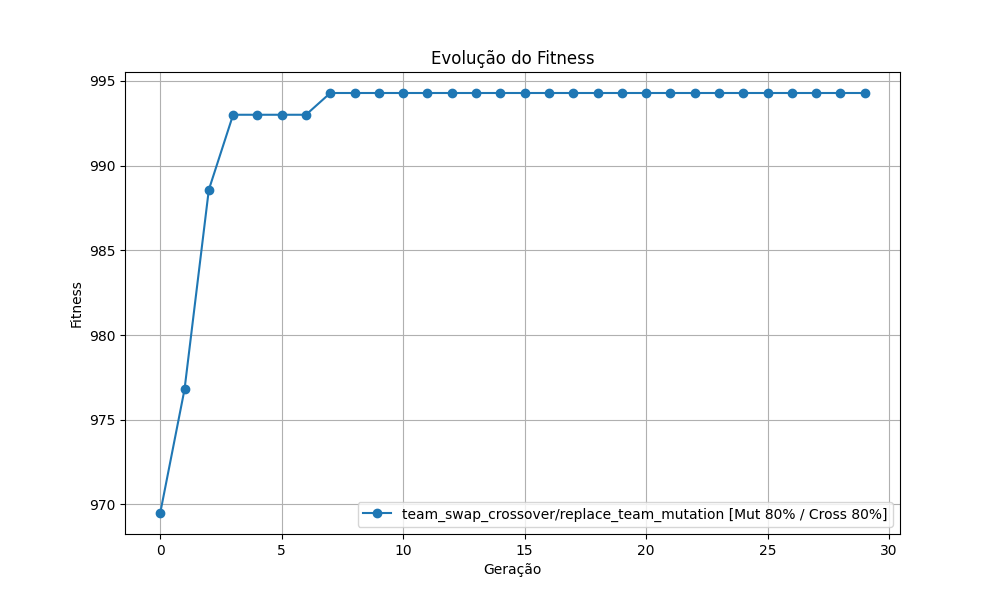 Evolução do Fitness
995
990
985
980
975
970
Fitness
team_swap_crossover/replace_team_mutation [Mut 80% / Cross 80%]
0 5 10 15 20 25 30
Geração